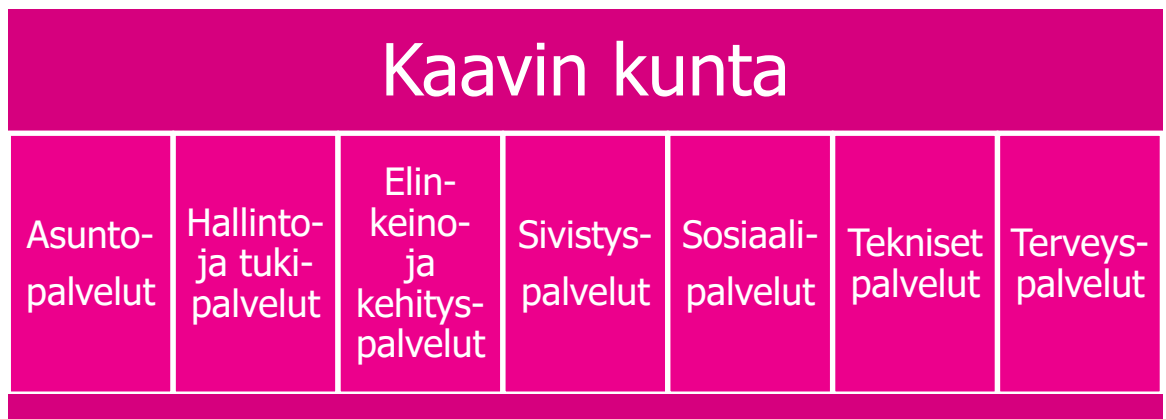 Kaavin kunta
Asunto-
palvelut
Hallinto-
ja tuki-
palvelut
Elin-
keino-
ja
kehitys-
palvelut
Sivistys-
palvelut
Sosiaali-
palvelut
Tekniset
palvelut
Terveys-
palvelut